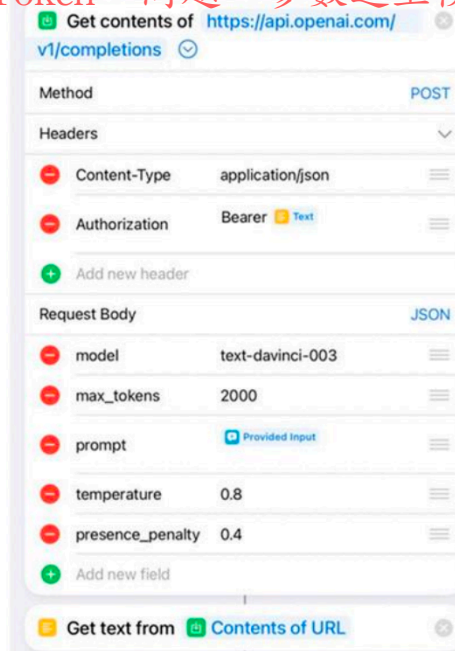 Token
Get contents of https://api.openai.com/
v1/completions
Method POST
Headers
Content-Type application/json
Authorization Bearer Text
Add new header
Request Body JSON
model text-davinci-003
max_tokens 2000
prompt Provided Input
temperature 0.8
presence_penalty 0.4
Add new field
Get text from Contents of URL